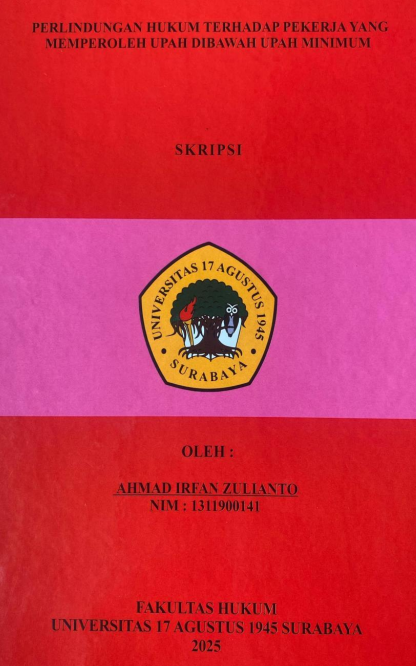 PERLINDUNGAN HUKUM TERHADAP PEKERJA YANG
MEMPEROLEH UPAH DIBAWAH UPAH MINIMUM
SKRIPSI
UNIVERSITAS 17 AGUSTUS 1945
SURABAYA
OLEH :
AHMAD IRFAN ZULIANTO
NIM : 1311900141
FAKULTAS HUKUM
UNIVERSITAS 17 AGUSTUS 1945 SURABAYA
2025